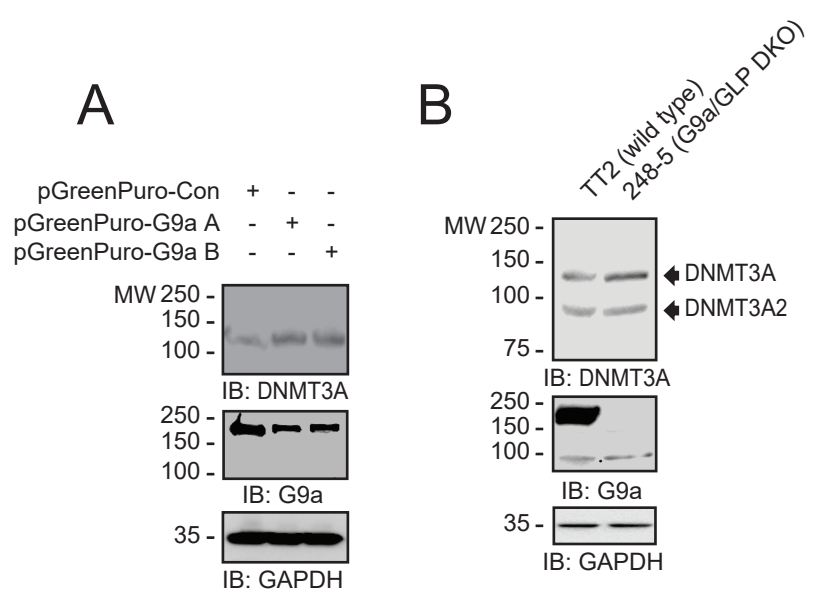 A
pGreenPuro-Con + - -
pGreenPuro-G9a A - + -
pGreenPuro-G9a B - - +
MW 250 -
150 -
100 -
IB: DNMT3A
250 -
150 -
100 -
IB: G9a
35 -
IB: GAPDH
B
TT2 (wild type)
248-5 (G9a/GLP DKO)
MW 250 -
150 -
100 -
75 -
DNMT3A
DNMT3A2
IB: DNMT3A
250 -
150 -
100 -
IB: G9a
35 -
IB: GAPDH